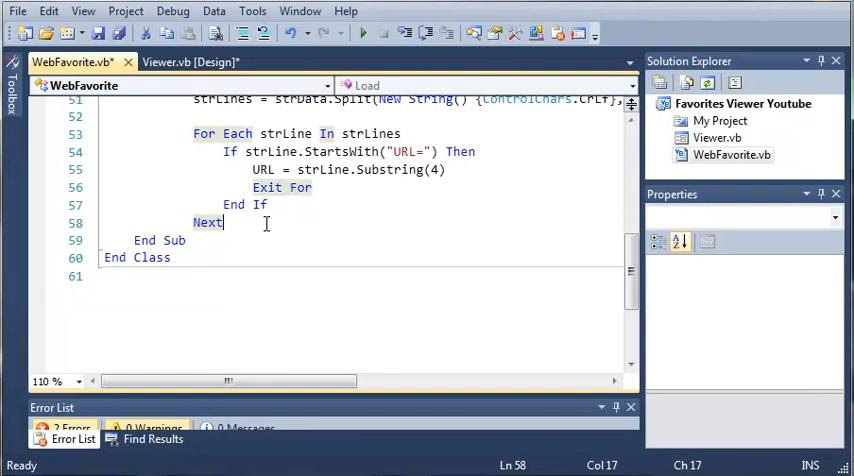 File Edit View Project Debug Data Tools Window Help
WebFavorite.vb* Viewer.vb [Design]*
WebFavorite Load
Toolbox
51 strLines = strData.Split(New String() {ControlChars.CrLf},
52
53 For Each strLine In strLines
54 If strLine.StartsWith("URL=") Then
55 URL = strLine.Substring(4)
56 Exit For
57 End If
58 Next
59 End Sub
60 End Class
61
110 %
Solution Explorer
Favorites Viewer Youtube
My Project
Viewer.vb
WebFavorite.vb
Properties
Error List
2 Errors 0 Warnings 0 Messages
Error List Find Results
Ready Ln 58 Col 17 Ch 17 INS